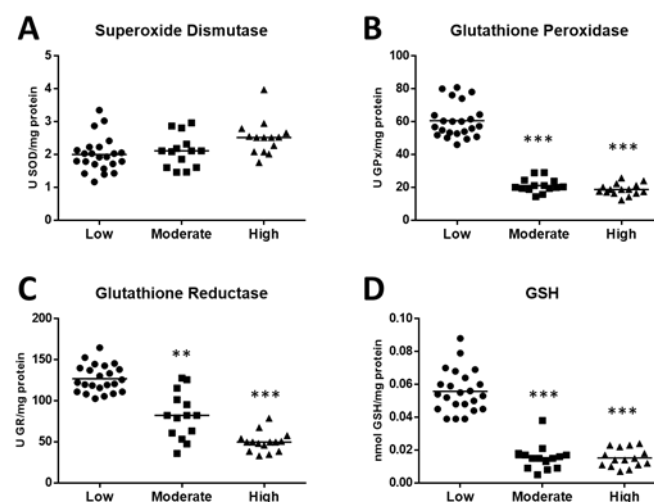 A
Superoxide Dismutase
U SOD/mg protein
5
4
3
2
1
0
Low Moderate High
B
Glutathione Peroxidase
U GPx/mg protein
100
80
60
40
20
0
***
***
Low Moderate High
C
Glutathione Reductase
U GR/mg protein
200
150
100
50
0
**
***
Low Moderate High
D
GSH
nmol GSH/mg protein
0.10
0.08
0.06
0.04
0.02
0.00
***
***
Low Moderate High